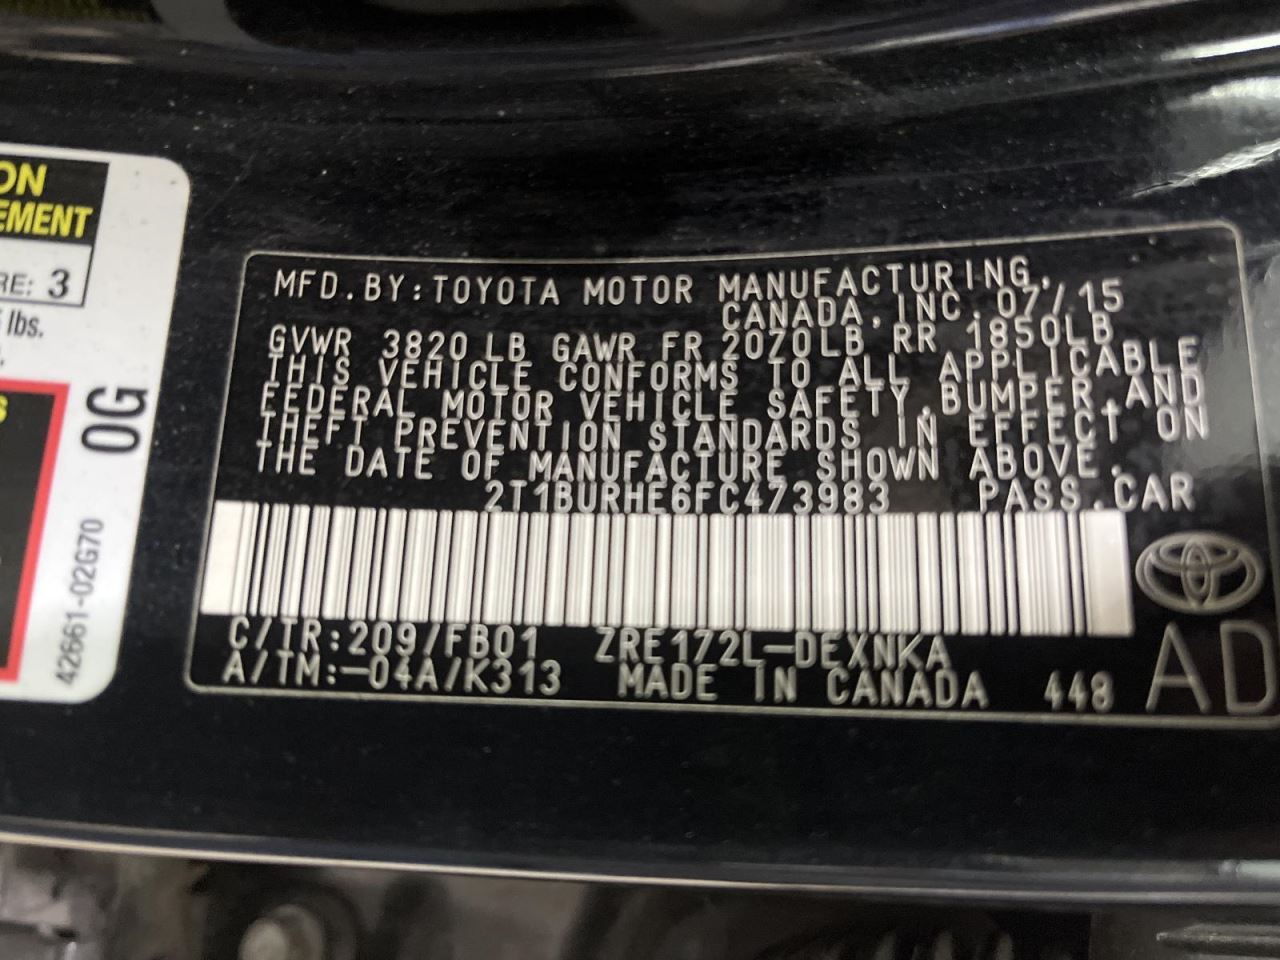 ON
EMENT
RE: 3
lbs.
S
0G
42661-02G70
MFD.BY:TOYOTA MOTOR MANUFACTURING,
CANADA, INC.07/15
GVWR 3820 LB GAWR FR 2070LB RR 1850LB
THIS VEHICLE CONFORMS TO ALL APPLICABLE
FEDERAL MOTOR VEHICLE SAFETY,BUMPER,AND
THEFT PREVENTION STANDARDS IN EFFECT ON
THE DATE OF MANUFACTURE SHOWN ABOVE.
2T1BURHE6FC473983 PASS.CAR
C/TR:209/FB01 ZRE172L-DEXNKA
A/TM:-04A/K313 MADE IN CANADA 448
AD